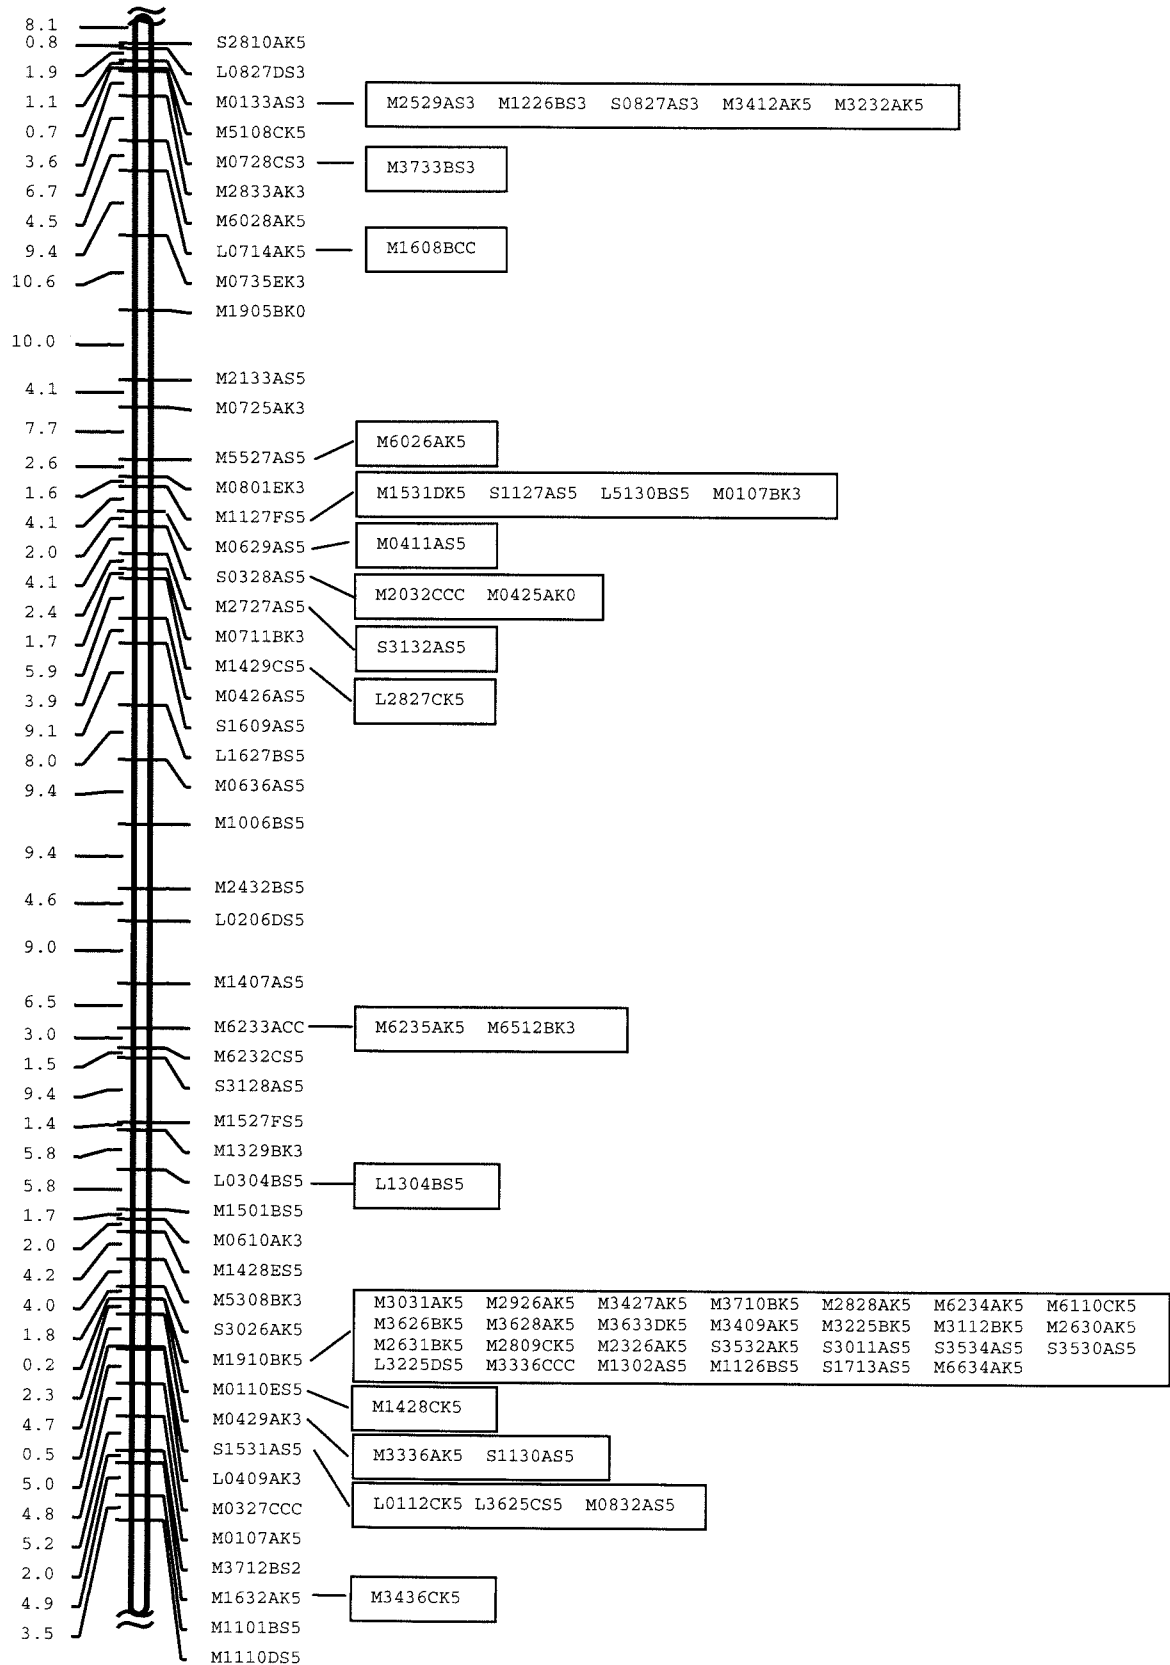 8.1
0.8 S2810AK5
1.9 L0827DS3
1.1 M0133AS3 M2529AS3 M1226BS3 S0827AS3 M3412AK5 M3232AK5
0.7 M5108CK5
3.6 M0728CS3 M3733BS3
6.7 M2833AK3
4.5 M6028AK5
9.4 L0714AK5 M1608BCC
10.6 M0735EK3
M1905BK0
10.0
M2133AS5
4.1
M0725AK3
7.7
M6026AK5
2.6 M5527AS5
1.6 M0801EK3
M1531DK5 S1127AS5 L5130BS5 M0107BK3
4.1 M1127FS5
2.0 M0629AS5 M0411AS5
4.1 S0328AS5
M2032CCC M0425AK0
2.4 M2727AS5
1.7 M0711BK3 S3132AS5
5.9 M1429CS5
3.9 M0426AS5 L2827CK5
9.1 S1609AS5
8.0 L1627BS5
9.4 M0636AS5
M1006BS5
9.4
M2432BS5
4.6
L0206DS5
9.0
M1407AS5
6.5
M6233ACC M6235AK5 M6512BK3
3.0
1.5 M6232CS5
9.4 S3128AS5
1.4 M1527FS5
5.8 M1329BK3
5.8 L0304BS5 L1304BS5
1.7 M1501BS5
2.0 M0610AK3
4.2 M1428ES5
4.0 M5308BK3 M3031AK5 M2926AK5 M3427AK5 M3710BK5 M2828AK5 M6234AK5 M6110CK5
1.8 S3026AK5 M3626BK5 M3628AK5 M3633DK5 M3409AK5 M3225BK5 M3112BK5 M2630AK5
M2631BK5 M2809CK5 M2326AK5 S3532AK5 S3011AS5 S3534AS5 S3530AS5
0.2 M1910BK5 L3225DS5 M3336CCC M1302AS5 M1126BS5 S1713AS5 M6634AK5
2.3 M0110ES5
M1428CK5
4.7 M0429AK3
0.5 S1531AS5 M3336AK5 S1130AS5
5.0 L0409AK3
4.8 M0327CCC L0112CK5 L3625CS5 M0832AS5
5.2 M0107AK5
2.0 M3712BS2
4.9 M1632AK5 M3436CK5
3.5 M1101BS5
M1110DS5